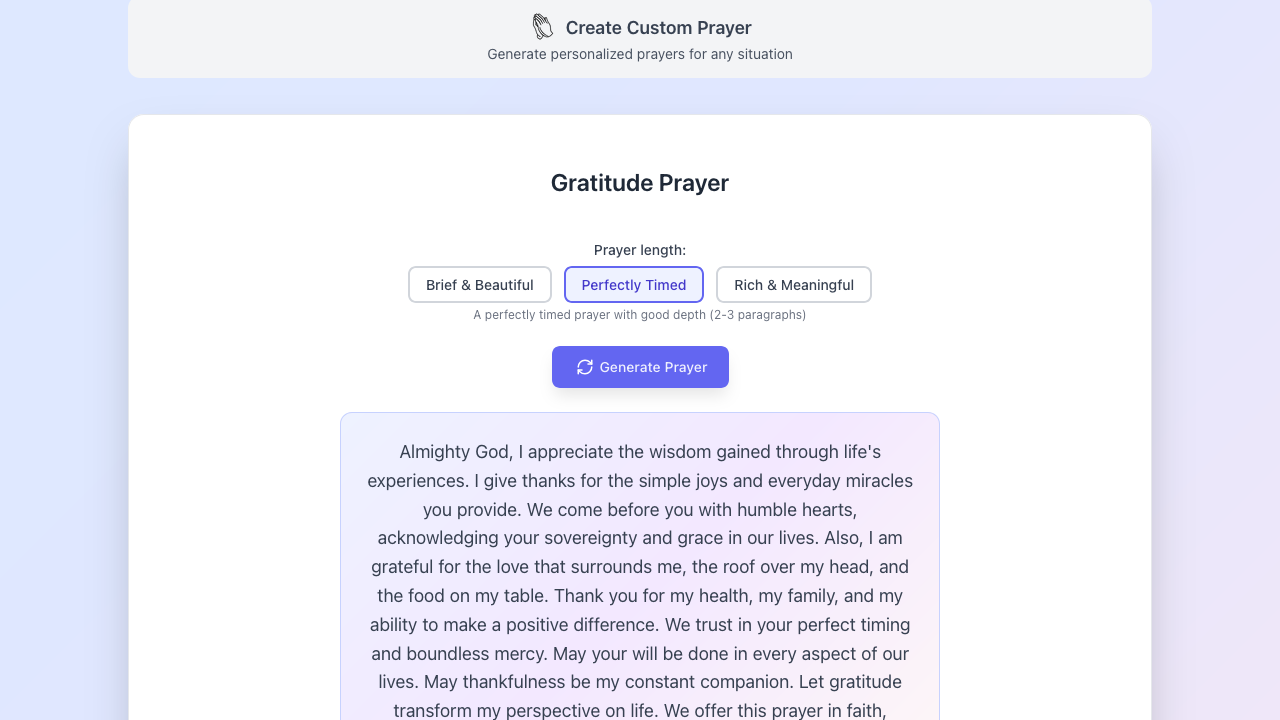 Create Custom Prayer
Generate personalized prayers for any situation
Gratitude Prayer
Prayer length:
Brief & Beautiful
Perfectly Timed
Rich & Meaningful
A perfectly timed prayer with good depth (2-3 paragraphs)
Generate Prayer
Almighty God, I appreciate the wisdom gained through life's
experiences. I give thanks for the simple joys and everyday miracles
you provide. We come before you with humble hearts,
acknowledging your sovereignty and grace in our lives. Also, I am
grateful for the love that surrounds me, the roof over my head, and
the food on my table. Thank you for my health, my family, and my
ability to make a positive difference. We trust in your perfect timing
and boundless mercy. May your will be done in every aspect of our
lives. May thankfulness be my constant companion. Let gratitude
transform my perspective on life. We offer this prayer in faith,